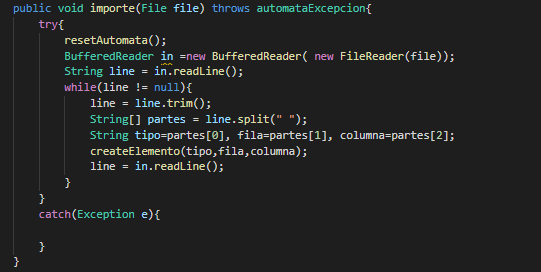 public void importe(File file) throws automataExcepcion{
try{
resetAutomata();
BufferedReader in =new BufferedReader( new FileReader(file));
String line = in.readLine();
while(line != null){
line = line.trim();
String[] partes = line.split(" ");
String tipo=partes[0], fila=partes[1], columna=partes[2];
createElemento(tipo,fila,columna);
line = in.readLine();
}
}
catch(Exception e){
}
}